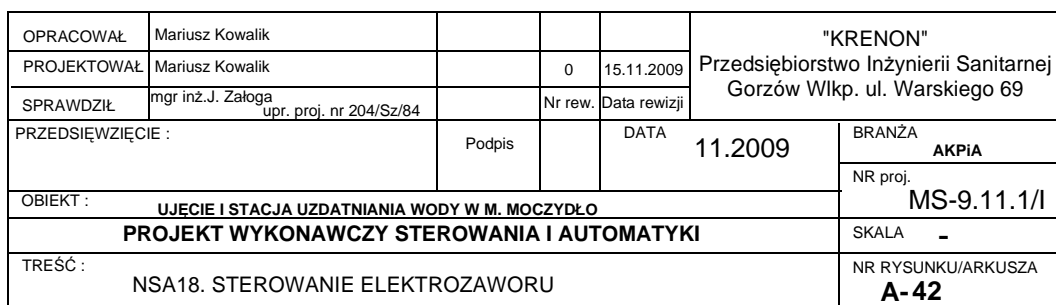 OPRACOWAŁ Mariusz Kowalik
PROJEKTOWAŁ Mariusz Kowalik 0 15.11.2009
SPRAWDZIŁ mgr inż.J. Załoga
upr. proj. nr 204/Sz/84
Nr rew. Data rewizji
"KRENON"
Przedsiębiorstwo Inżynierii Sanitarnej
Gorzów Wlkp. ul. Warskiego 69
PRZEDSIĘWZIĘCIE :
Podpis
DATA 11.2009
BRANŻA
AKPiA
NR proj.
MS-9.11.1/I
OBIEKT :
UJĘCIE I STACJA UZDATNIANIA WODY W M. MOCZYDŁO
PROJEKT WYKONAWCZY STEROWANIA I AUTOMATYKI
SKALA -
TREŚĆ :
NSA18. STEROWANIE ELEKTROZAWORU
NR RYSUNKU/ARKUSZA
A-42